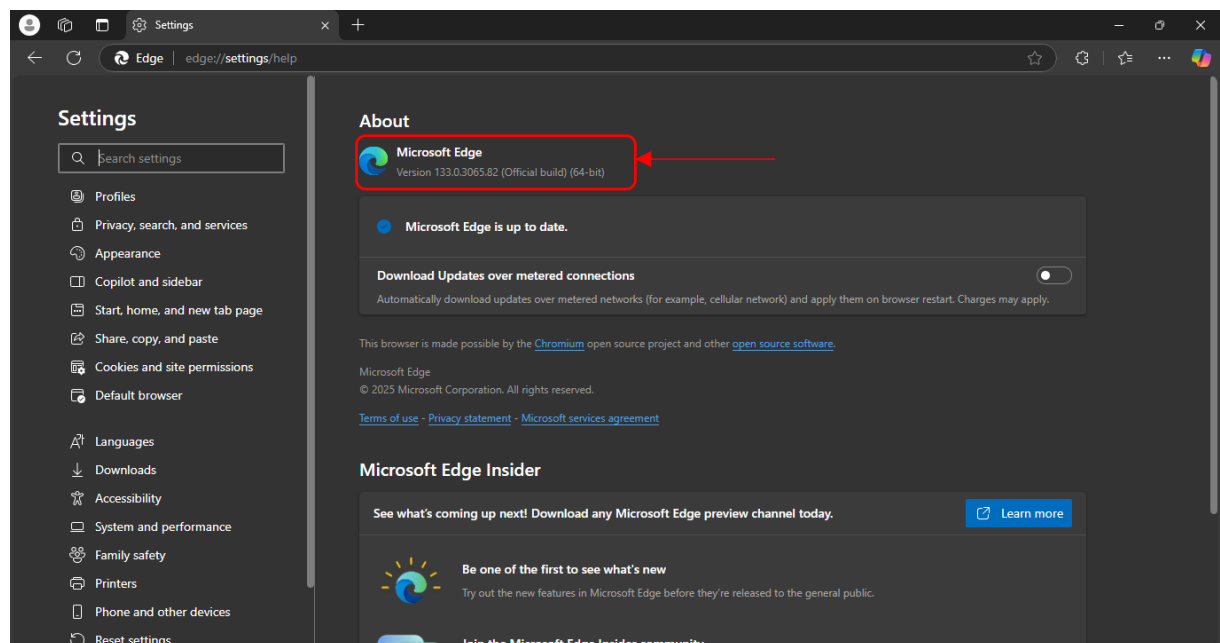 Settings
Edge
edge://settings/help
Settings
Search settings
Profiles
Privacy, search, and services
Appearance
Copilot and sidebar
Start, home, and new tab page
Share, copy, and paste
Cookies and site permissions
Default browser
Languages
Downloads
Accessibility
System and performance
Family safety
Printers
Phone and other devices
Reset settings
About
Microsoft Edge
Version 133.0.3065.82 (Official build) (64-bit)
Microsoft Edge is up to date.
Download Updates over metered connections
Automatically download updates over metered networks (for example, cellular network) and apply them on browser restart. Charges may apply.
This browser is made possible by the Chromium open source project and other open source software.
Microsoft Edge
© 2025 Microsoft Corporation. All rights reserved.
Terms of use - Privacy statement - Microsoft services agreement
Microsoft Edge Insider
See what's coming up next! Download any Microsoft Edge preview channel today.
Learn more
Be one of the first to see what's new
Try out the new features in Microsoft Edge before they're released to the general public.
Join the Microsoft Edge Insider community